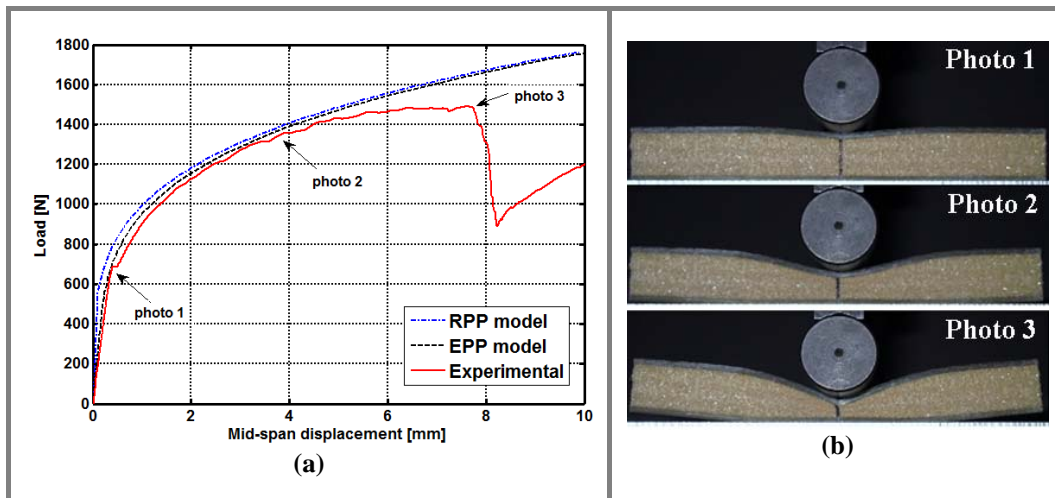 1800
1600
1400
1200
1000
800
600
400
200
0
Load [N]
photo 3
photo 2
photo 1
RPP model
EPP model
Experimental
0 2 4 6 8 10
Mid-span displacement [mm]
(a)
Photo 1
Photo 2
Photo 3
(b)